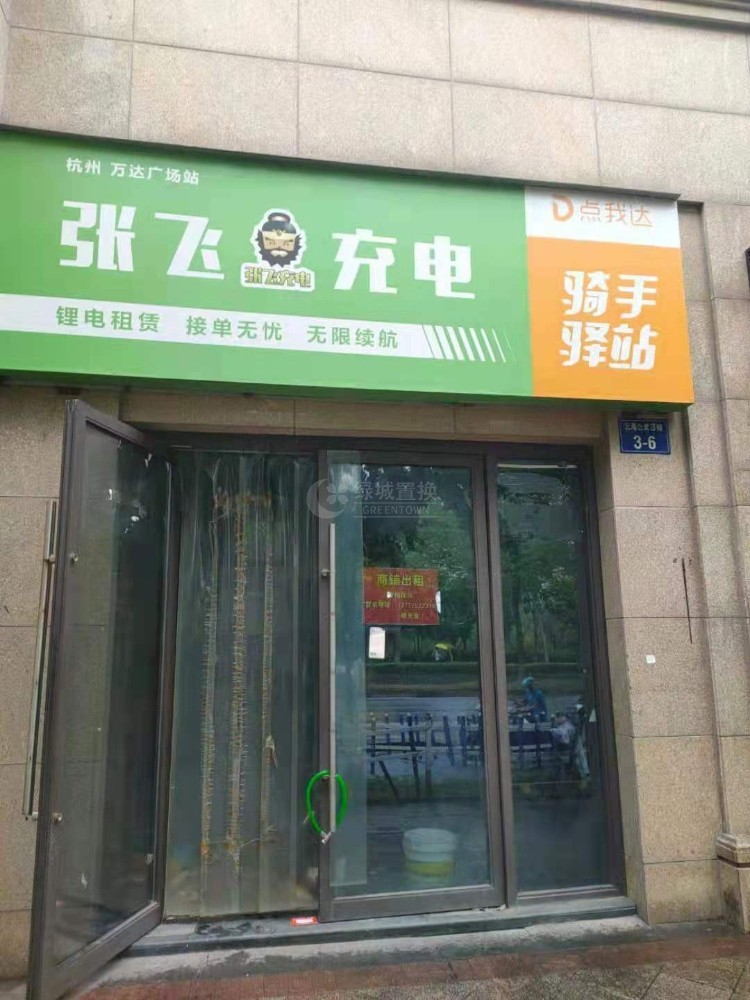 杭州 万达广场站
张飞 充电
张飞充电
锂电租赁 接单无忧 无限续航
点我达
骑手
驿站
3-6
绿城置换
GREENTOWN
商铺出租